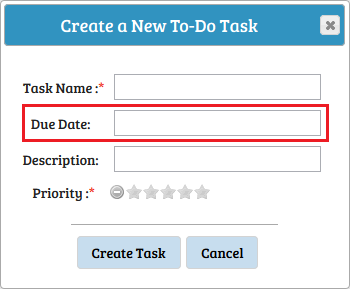 Create a New To-Do Task
Task Name :*
Due Date:
Description:
Priority :*
Create Task Cancel